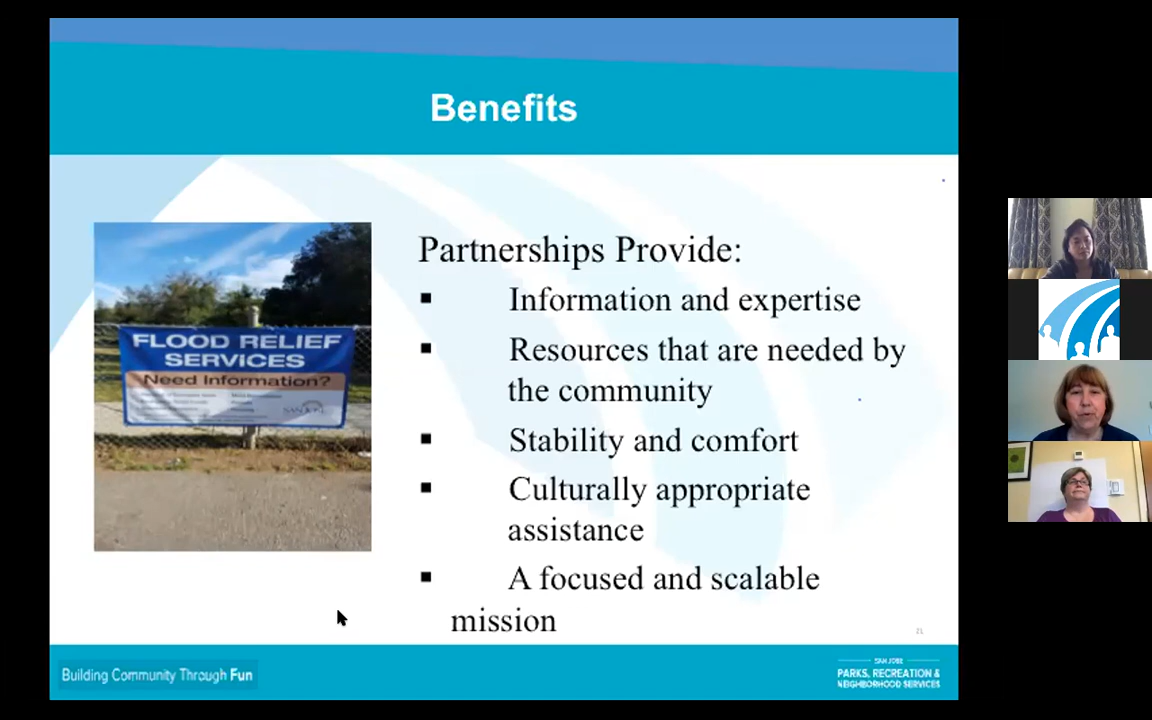 Benefits
FLOOD RELIEF
SERVICES
Need Information?
SAN JOSE
Partnerships Provide:
▪ Information and expertise
▪ Resources that are needed by
the community
▪ Stability and comfort
▪ Culturally appropriate
assistance
▪ A focused and scalable
mission
Building Community Through Fun
SAN JOSE
PARKS, RECREATION &
NEIGHBORHOOD SERVICES